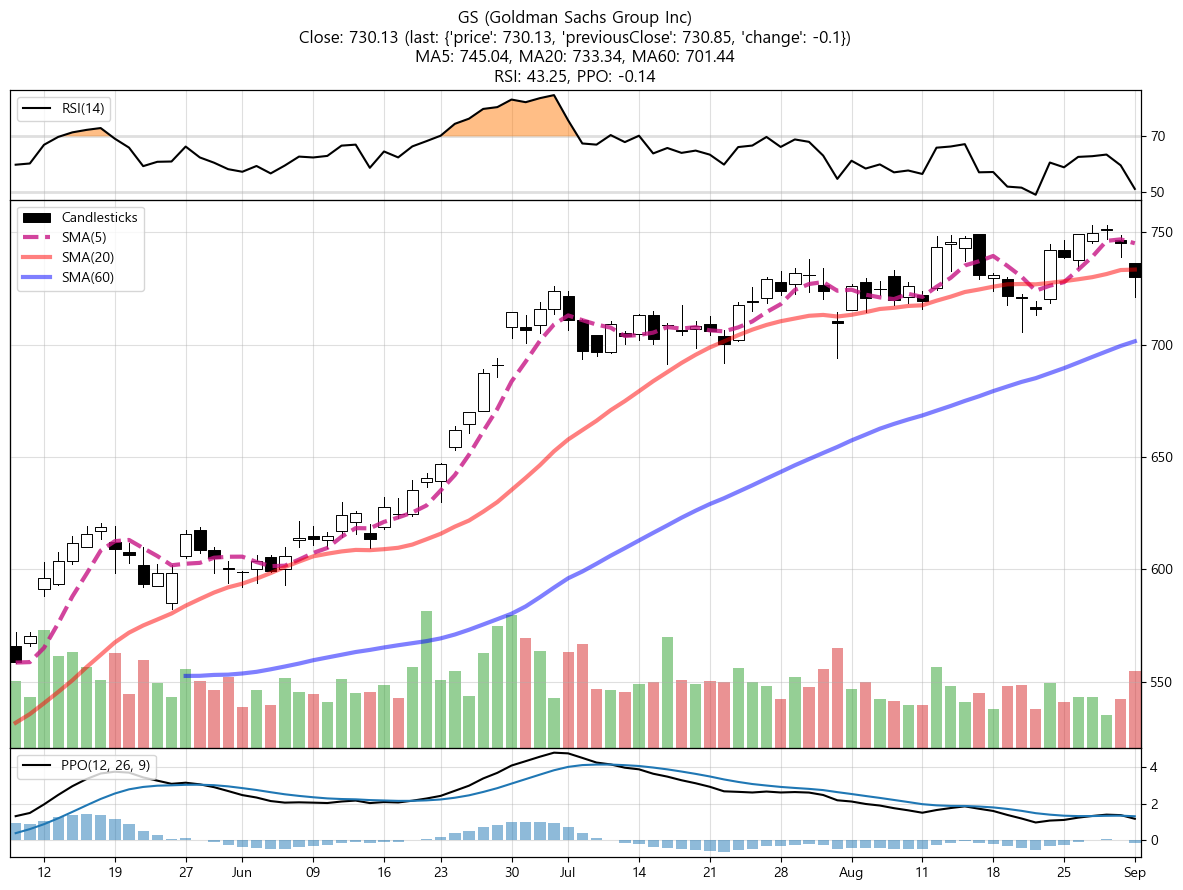 GS (Goldman Sachs Group Inc)
Close: 730.13 (last: {'price': 730.13, 'previousClose': 730.85, 'change': -0.1})
MA5: 745.04, MA20: 733.34, MA60: 701.44
RSI: 43.25, PPO: -0.14
RSI(14)
70
50
Candlesticks
SMA(5)
SMA(20)
SMA(60)
750
700
650
600
550
PPO(12, 26, 9)
4
2
0
12 19 27 Jun 09 16 23 30 Jul 14 21 28 Aug 11 18 25 Sep